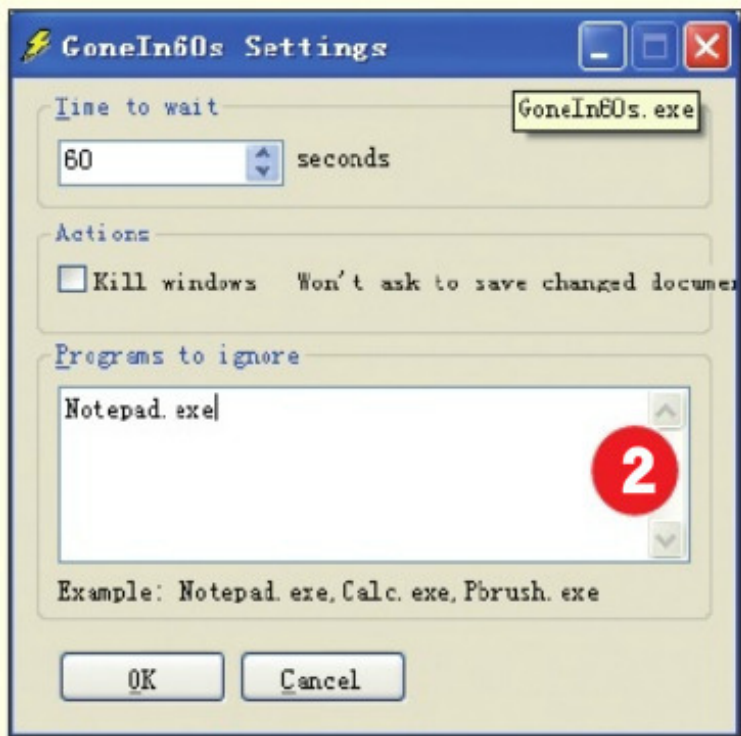 GoneIn60s Settings
Time to wait
GoneIn60s.exe
60 seconds
Actions
Kill windows Won't ask to save changed docume
Programs to ignore
Notepad.exe
2
Example: Notepad.exe,Calc.exe,Pbrush.exe
OK Cancel